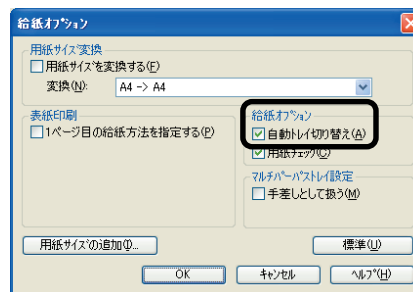 給紙オプション
用紙サイズ変換
用紙サイズを変換する(F)
変換(N): A4 -> A4
表紙印刷
1ページ目の給紙方法を指定する(P)
給紙オプション
自動トレイ切り替え(A)
用紙チェック(C)
マルチパーパストレイ設定
手差しとして扱う(M)
用紙サイズの追加(I)...
標準(U)
OK
キャンセル
ヘルプ(H)